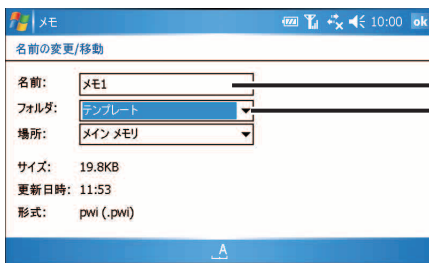 メモ 10:00 ok
名前の変更/移動
名前: メモ1
フォルダ: テンプレート
場所: メイン メモリ
サイズ: 19.8KB
更新日時: 11:53
形式: pwi (.pwi)
A